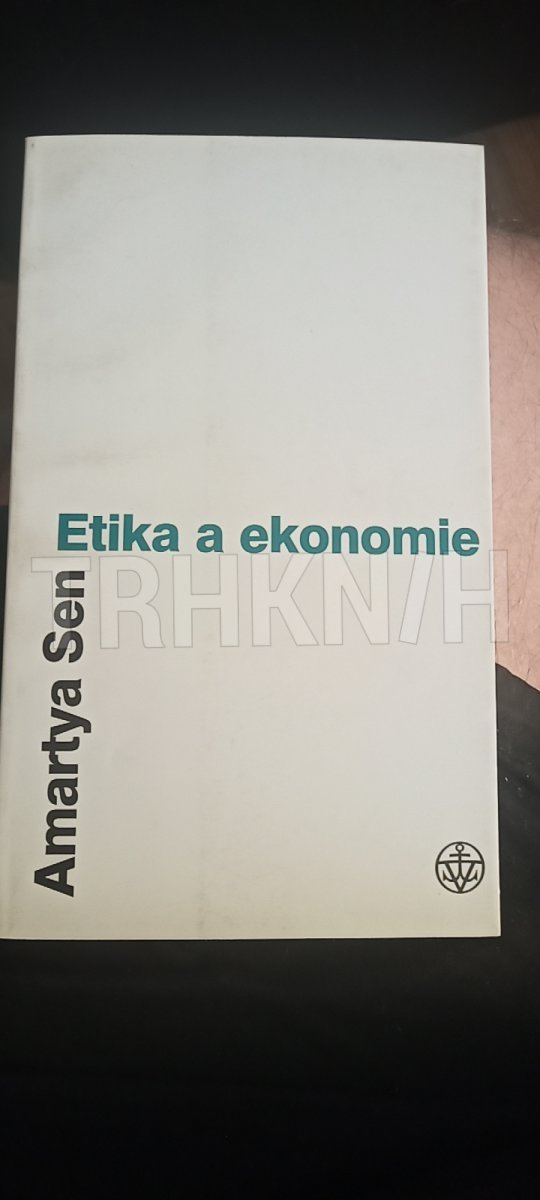 Etika a ekonomie
Amartya Sen
TRHKNIH